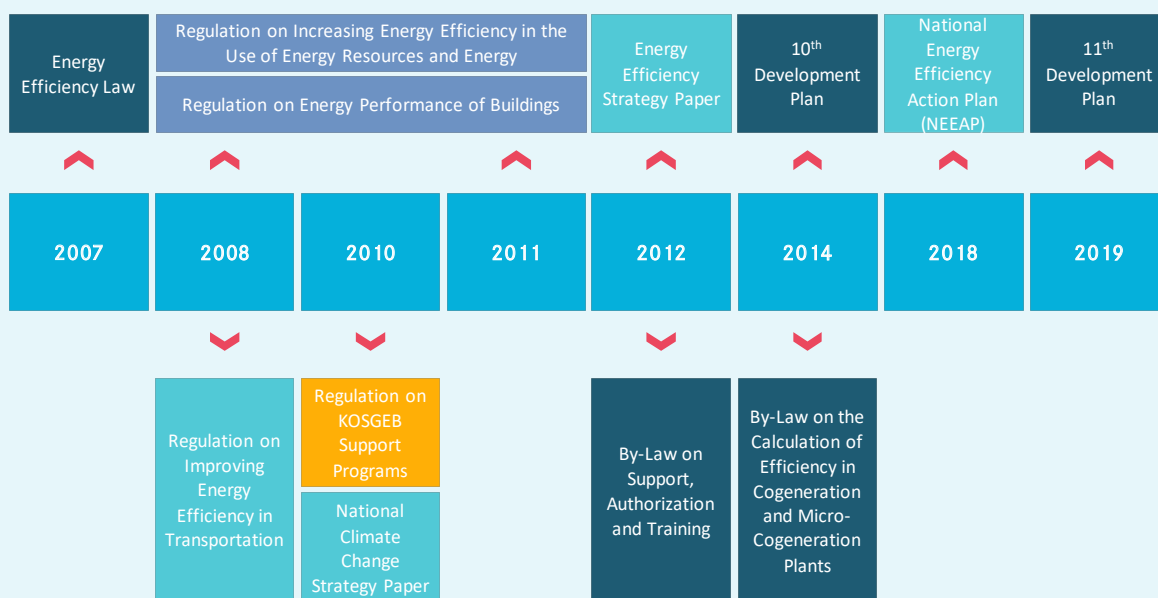 Energy
Efficiency Law
Regulation on Increasing Energy Efficiency in the
Use of Energy Resources and Energy
Regulation on Energy Performance of Buildings
Energy
Efficiency
Strategy Paper
10th
Development
Plan
National
Energy
Efficiency
Action Plan
(NEEAP)
11th
Development Plan
2007
2008
2010
2011
2012
2014
2018
2019
Regulation on
Improving
Energy
Efficiency in
Transportation
Regulation on
KOSGEB
Support
Programs
National
Climate
Change
Strategy Paper
By-Law on
Support,
Authorization
and Training
By-Law on the
Calculation of
Efficiency in
Cogeneration
and Micro-
Cogeneration
Plants